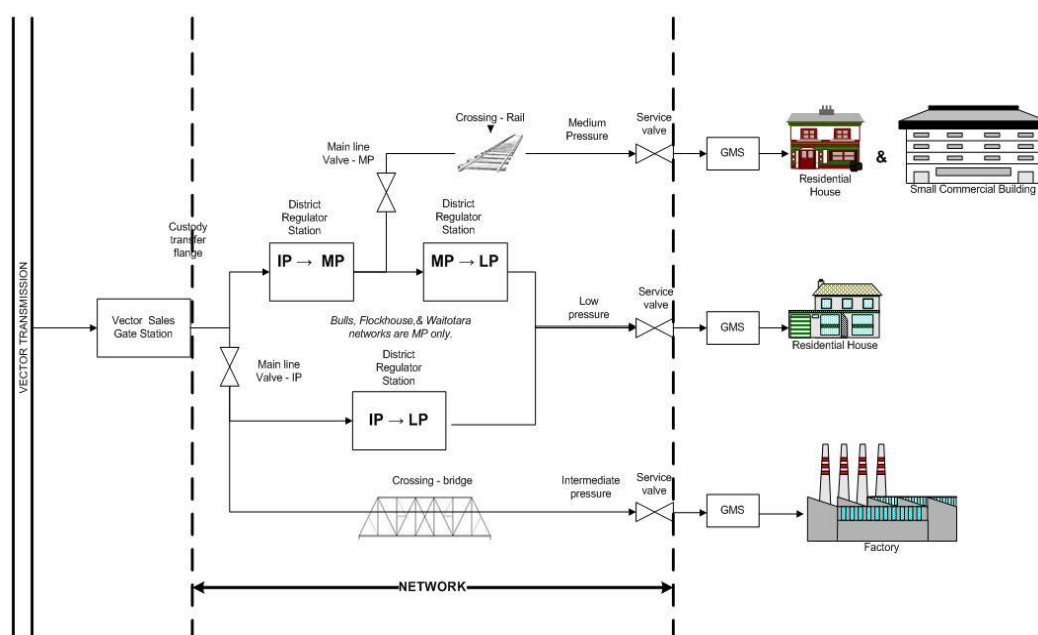 VECTOR TRANSMISSION
Vector Sales
Gate Station
Custody
transfer
flange
Main line
Valve - MP
Crossing - Rail
Medium
Pressure
Service
valve
GMS
Residential
House
&
Small Commercial Building
District
Regulator
Station
IP → MP
District
Regulator
Station
MP → LP
Bulls, Flockhouse,& Waitotara
networks are MP only.
Low
pressure
Service
valve
GMS
Residential House
Main line
Valve - IP
District
Regulator
Station
IP → LP
Crossing - bridge
Intermediate
pressure
Service
valve
GMS
Factory
NETWORK